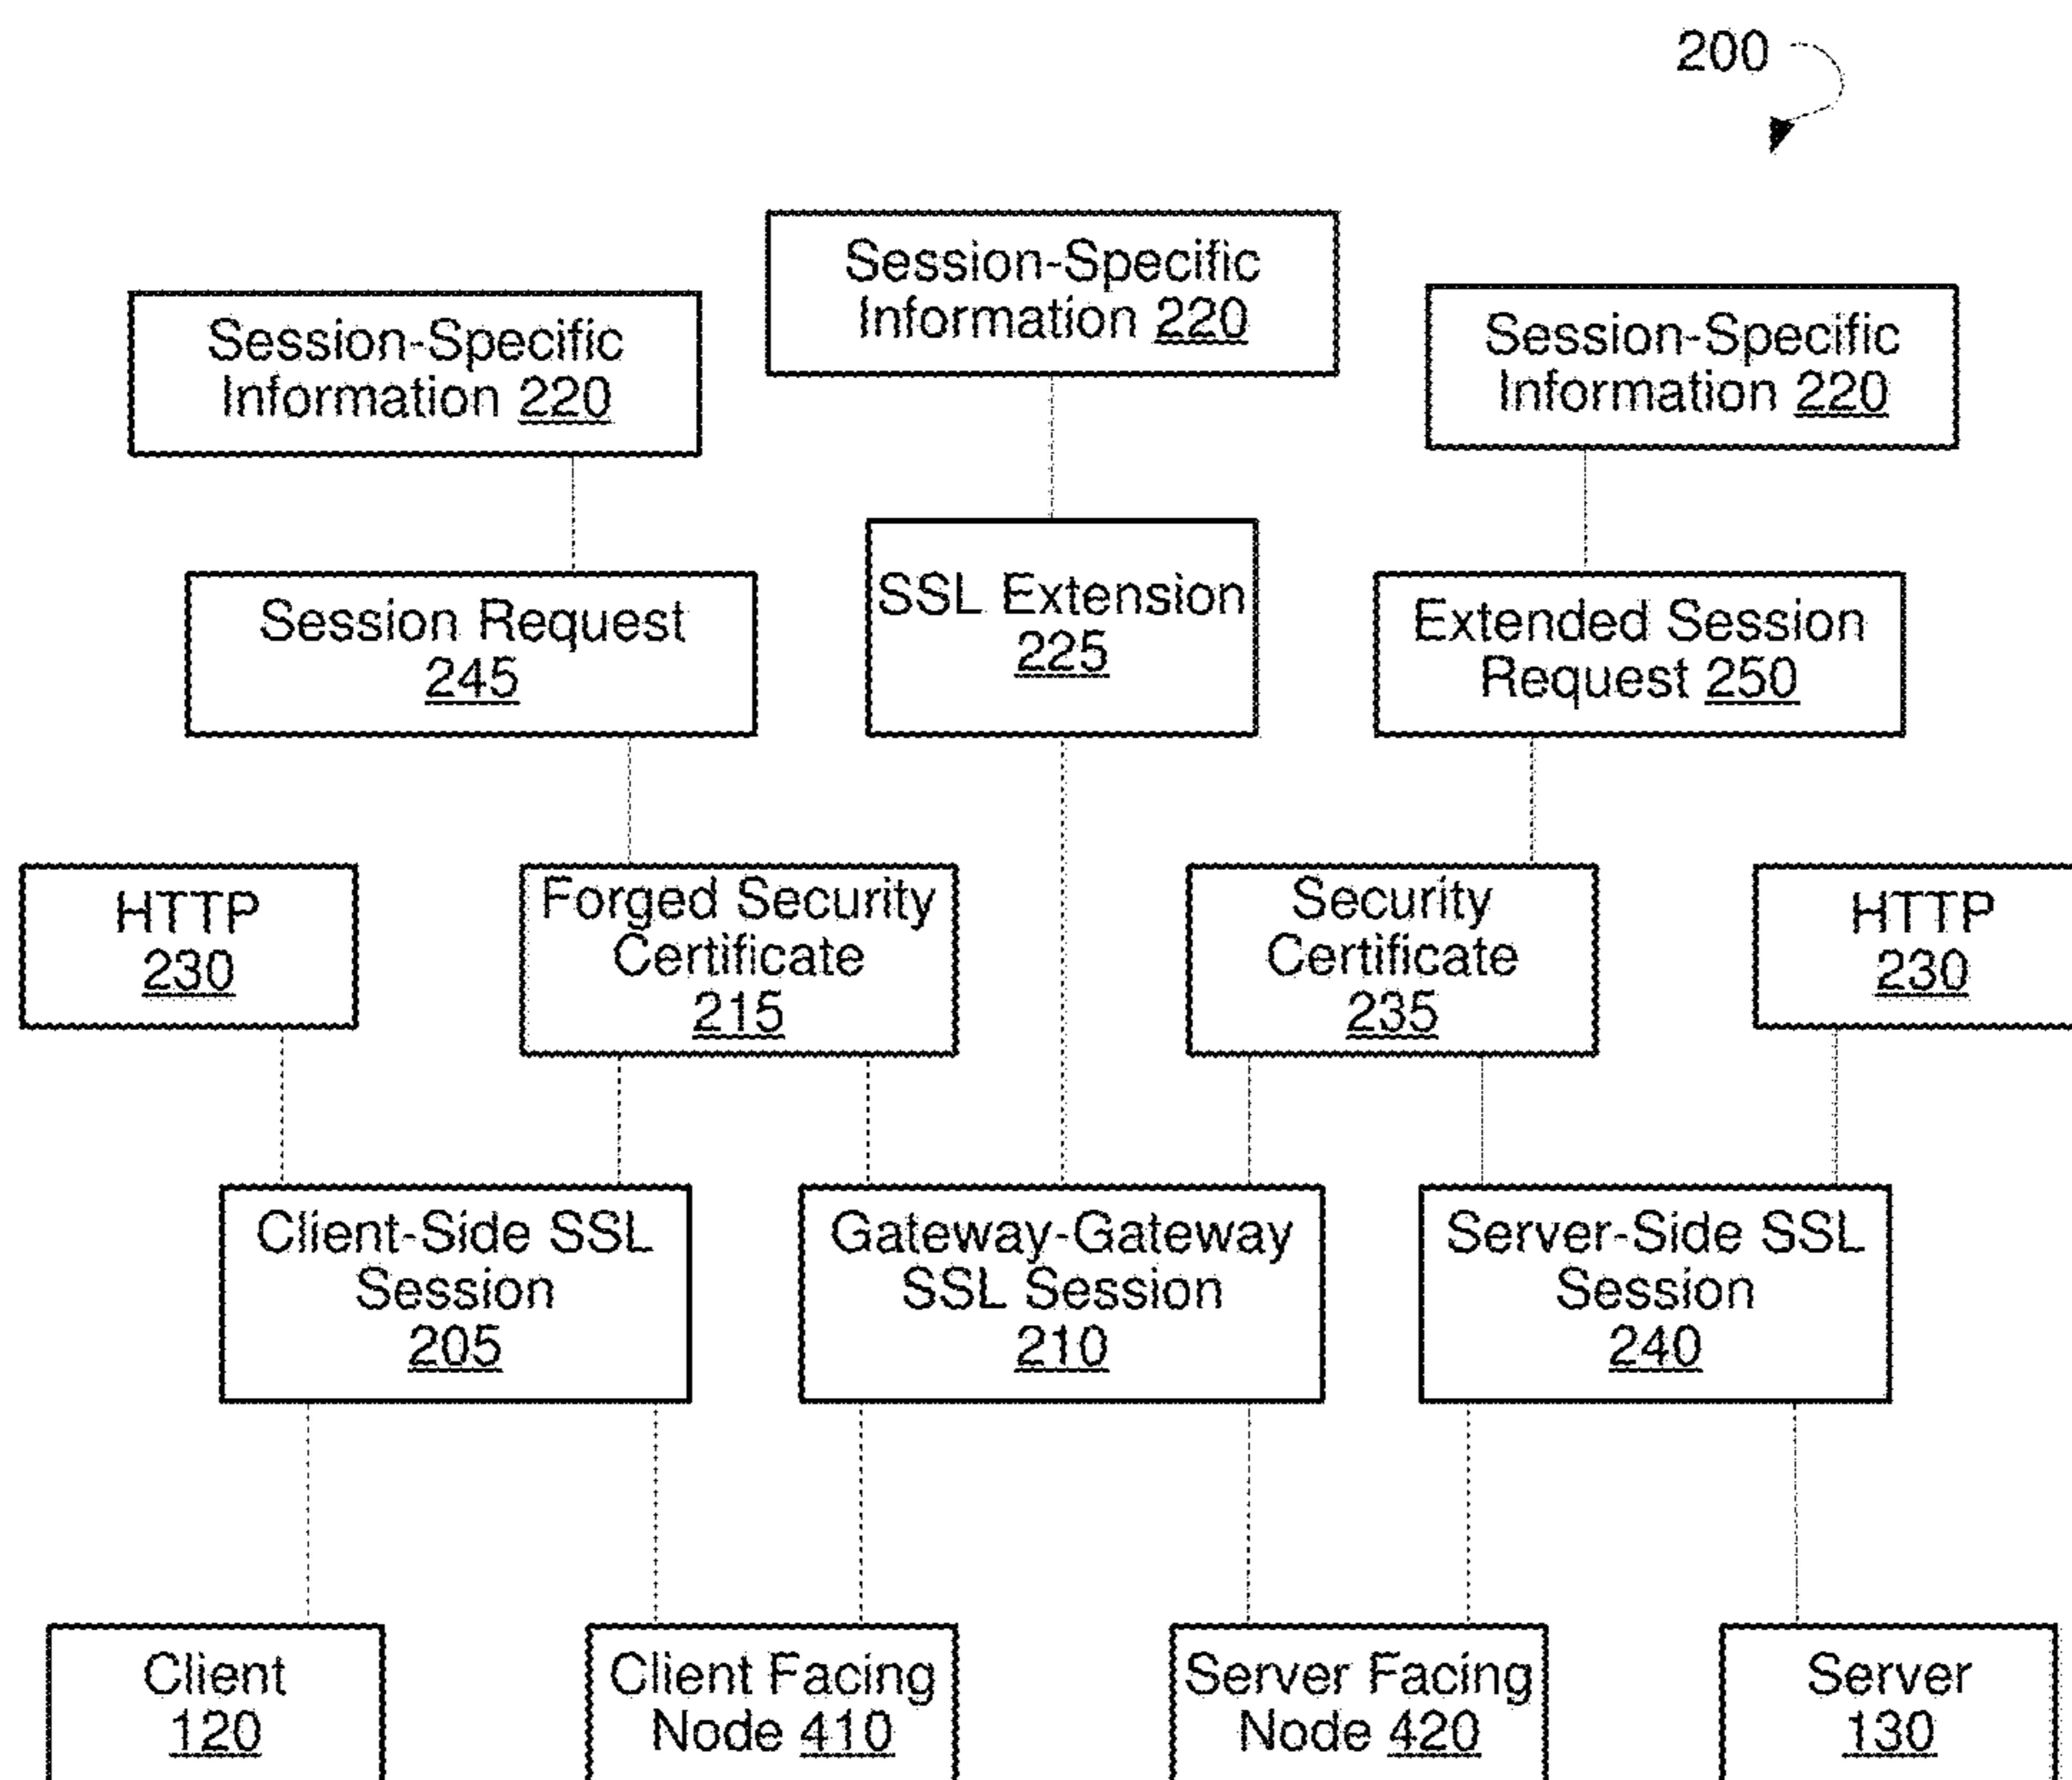 200
Session-Specific
Information 220
Session-Specific
Information 220
Session-Specific
Information 220
Session Request
245
SSL Extension
225
Extended Session
Request 250
HTTP
230
Forged Security
Certificate
215
Security
Certificate
235
HTTP
230
Client-Side SSL
Session
205
Gateway-Gateway
SSL Session
210
Server-Side SSL
Session
240
Client
120
Client Facing
Node 410
Server Facing
Node 420
Server
130